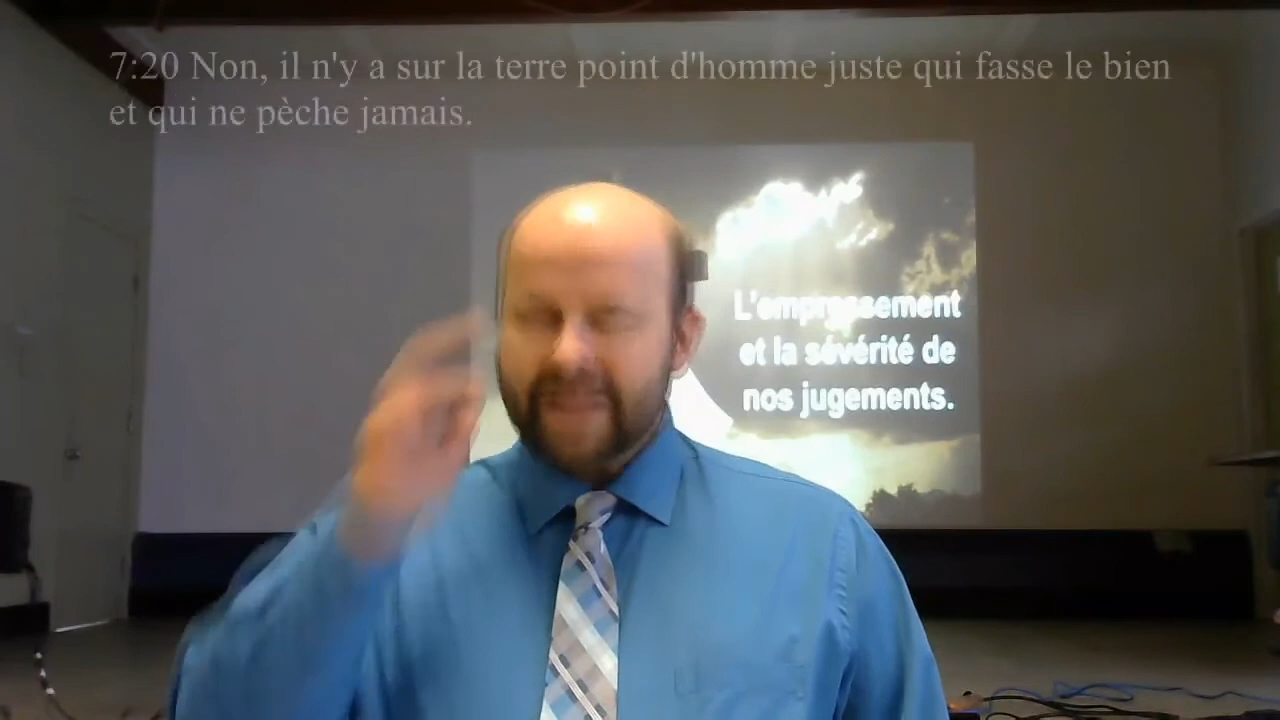 7:20 Non, il n'y a sur la terre point d'homme juste qui fasse le bien
et qui ne pèche jamais.
L'empressement
et la sévérité de
nos jugements.